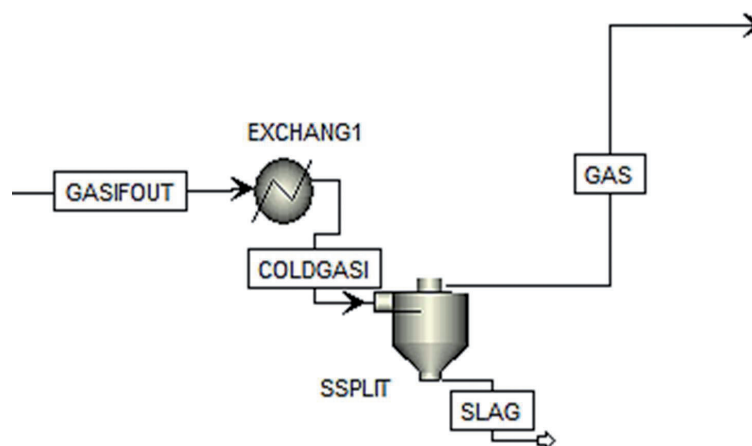 EXCHANG1
GASIFOUT
GAS
COLDGASI
SSPLIT
SLAG